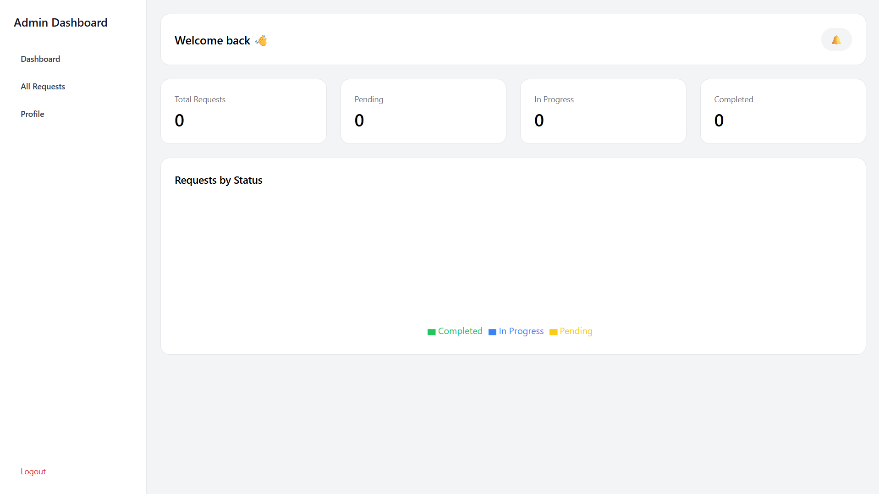 Admin Dashboard
Dashboard
All Requests
Profile
Logout
Welcome back 👋
🔔
Total Requests
0
Pending
0
In Progress
0
Completed
0
Requests by Status
Completed In Progress Pending